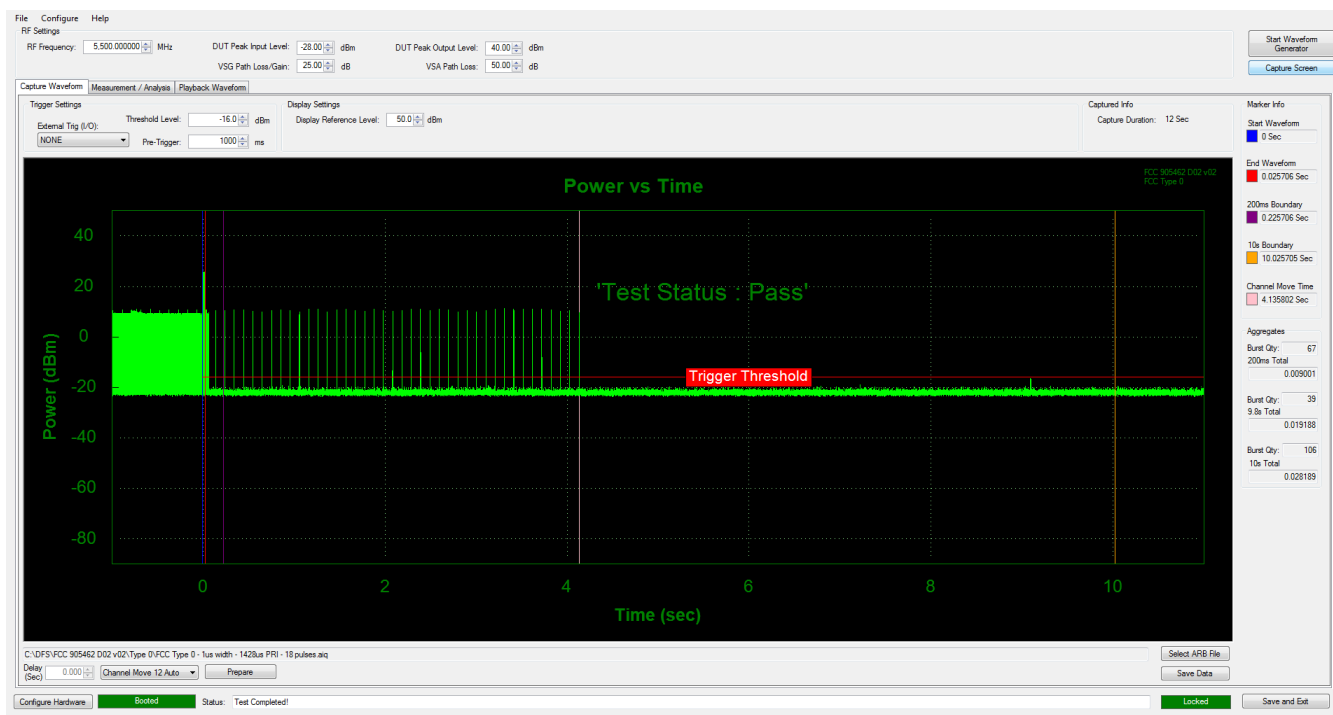 File Configure Help
RF Settings
RF Frequency: 5,500.000000 MHz DUT Peak Input Level: -28.00 dBm DUT Peak Output Level: 40.00 dBm
VSG Path Loss/Gain: 25.00 dB VSA Path Loss: 50.00 dB
Start Waveform Generator
Capture Screen
Capture Waveform Measurement / Analysis Playback Waveform
Trigger Settings
External Trig (I/O):
NONE
Threshold Level: -16.0 dBm
Pre-Trigger: 1000 ms
Display Settings
Display Reference Level: 50.0 dBm
Captured Info
Capture Duration: 12 Sec
Marker Info
Start Waveform
0 Sec
End Waveform
0.025706 Sec
200ms Boundary
0.225706 Sec
10s Boundary
10.025705 Sec
Channel Move Time
4.135802 Sec
Aggregates
Burst Qty: 67
200ms Total
0.009001
Burst Qty: 39
9.8s Total
0.019188
Burst Qty: 106
10s Total
0.028189
Power vs Time
FCC 905462 D02 v02
FCC Type 0
'Test Status : Pass'
Trigger Threshold
Power (dBm)
40
20
0
-20
-40
-60
-80
0 2 4 6 8 10
Time (sec)
C:\DFS\FCC 905462 D02 v02\Type 0\FCC Type 0 - 1us width - 1428us PRI - 18 pulses.aiq
Select ARB File
Delay (Sec) 0.000 Channel Move 12 Auto Prepare
Save Data
Configure Hardware Booted Status: Test Completed! Locked Save and Exit